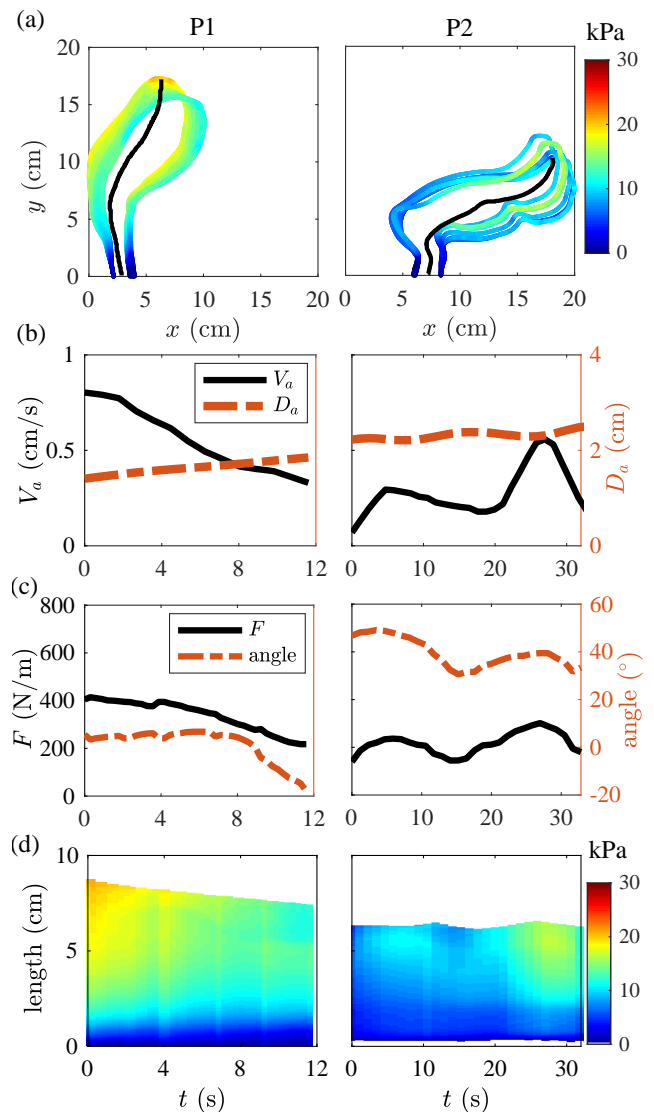 (a) P1 P2 kPa
20 15 10 5 0
y (cm)
0 5 10 15 20
x (cm)
5 10 15 20
x (cm)
30 20 10 0
(b)
1 0.5 0
V_a (cm/s)
V_a
D_a
0 4 8 12
0 10 20 30
4 2 0
D_a (cm)
(c)
800 600 400 200 0
F (N/m)
F
angle
0 4 8 12
0 10 20 30
60 40 20 0 -20
angle (°)
(d) kPa
10 5 0
length (cm)
0 4 8 12
t (s)
0 10 20 30
t (s)
30 20 10 0